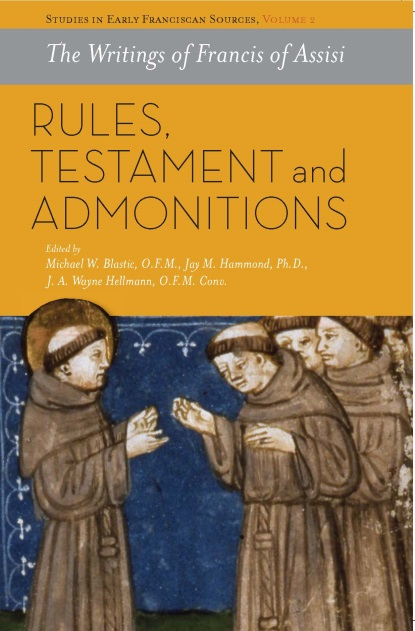 Studies in Early Franciscan Sources, Volume 2
The Writings of Francis of Assisi
RULES,
TESTAMENT and
ADMONITIONS
Edited by
Michael W. Blastic, O.F.M., Jay M. Hammond, Ph.D.,
J. A. Wayne Hellmann, O.F.M. Conv.